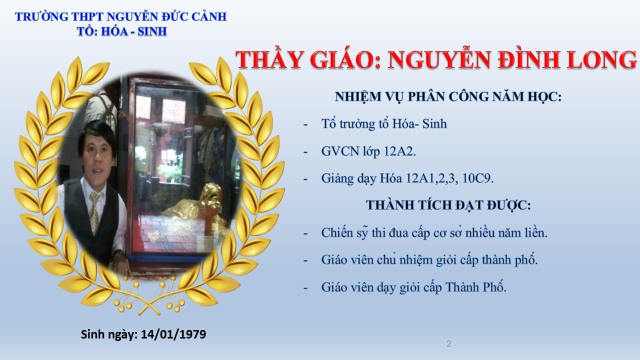 TRƯỜNG THPT NGUYỄN ĐỨC CẢNH
TỔ: HÓA - SINH
THẦY GIÁO: NGUYỄN ĐÌNH LONG
NHIỆM VỤ PHÂN CÔNG NĂM HỌC:
- Tổ trưởng tổ Hóa- Sinh
- GVCN lớp 12A2.
- Giảng dạy Hóa 12A1,2,3, 10C9.
THÀNH TÍCH ĐẠT ĐƯỢC:
- Chiến sỹ thi đua cấp cơ sở nhiều năm liền.
- Giáo viên chủ nhiệm giỏi cấp thành phố.
- Giáo viên dạy giỏi cấp Thành Phố.
Sinh ngày: 14/01/1979
2